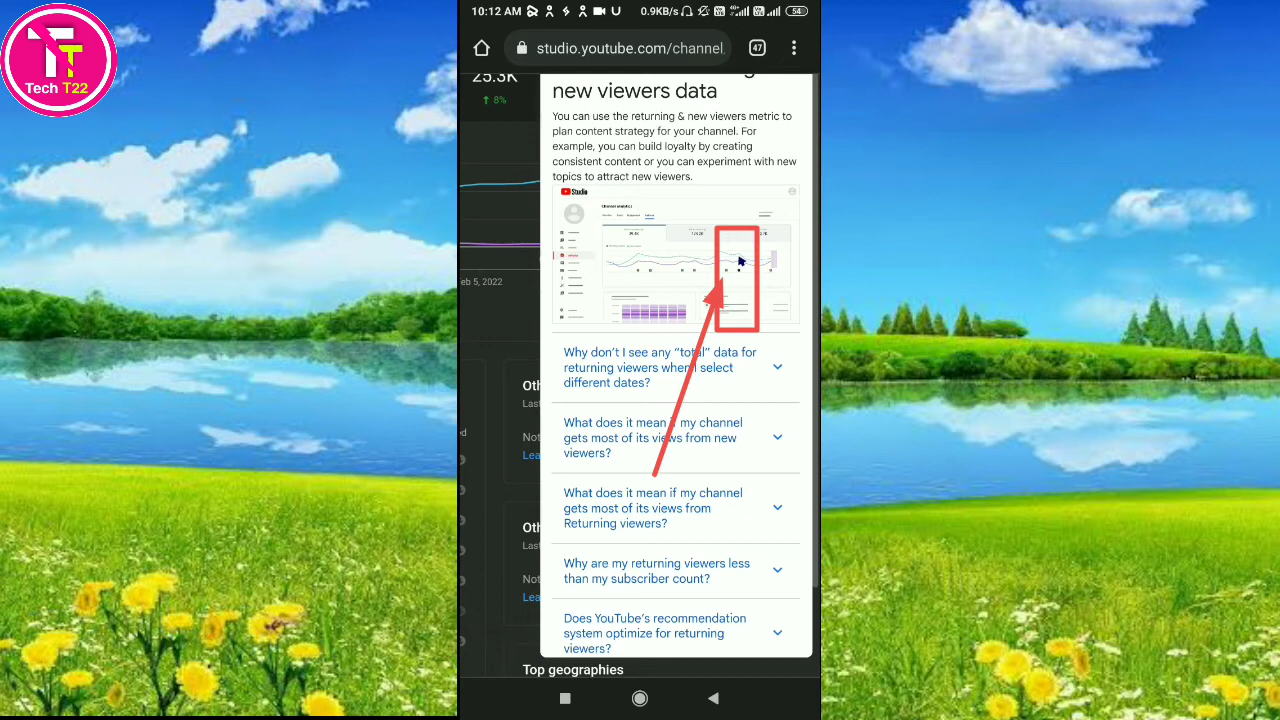 T
T
Tech T22
10:12 AM
0.9KB/s
54
studio.youtube.com/channel
47
25.3K
8%
new viewers data
You can use the returning & new viewers metric to
plan content strategy for your channel. For
example, you can build loyalty by creating
consistent content or you can experiment with new
topics to attract new viewers.
Studio
Channel analytics
eb 5, 2022
Why don't I see any “total” data for
returning viewers when I select
different dates?
What does it mean if my channel
gets most of its views from new
viewers?
What does it mean if my channel
gets most of its views from
Returning viewers?
Why are my returning viewers less
than my subscriber count?
Does YouTube's recommendation
system optimize for returning
viewers?
ed
Oth
Last
Not
Lea
Oth
Last
Not
Lea
Top geographies